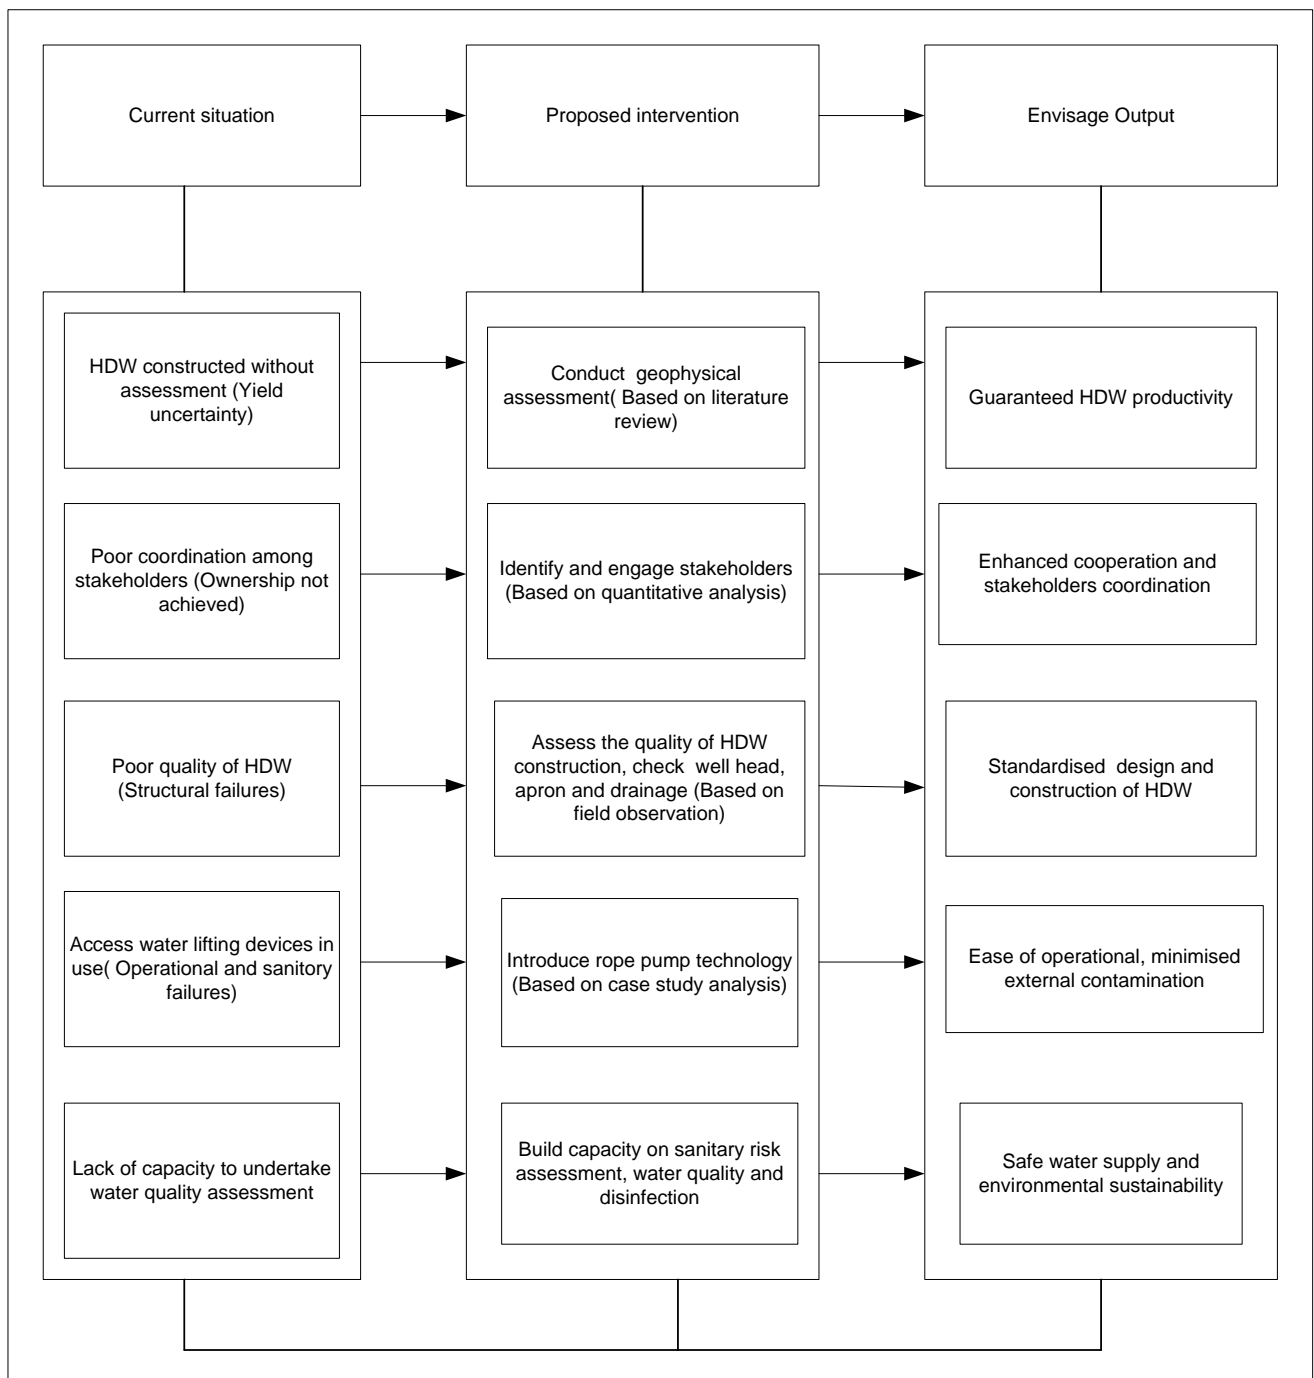 Current situation
Proposed intervention
Envisage Output
HDW constructed without
assessment (Yield
uncertainty)
Conduct  geophysical
assessment( Based on literature
review)
Guaranteed HDW productivity
Poor coordination among
stakeholders (Ownership not
achieved)
Identify and engage stakeholders
(Based on quantitative analysis)
Enhanced cooperation and
stakeholders coordination
Poor quality of HDW
(Structural failures)
Assess the quality of HDW
construction, check  well head,
apron and drainage (Based on
field observation)
Standardised  design and
construction of HDW
Access water lifting devices in
use( Operational and sanitory
failures)
Introduce rope pump technology
(Based on case study analysis)
Ease of operational, minimised
external contamination
Lack of capacity to undertake
water quality assessment
Build capacity on sanitary risk
assessment, water quality and
disinfection
Safe water supply and
environmental sustainability